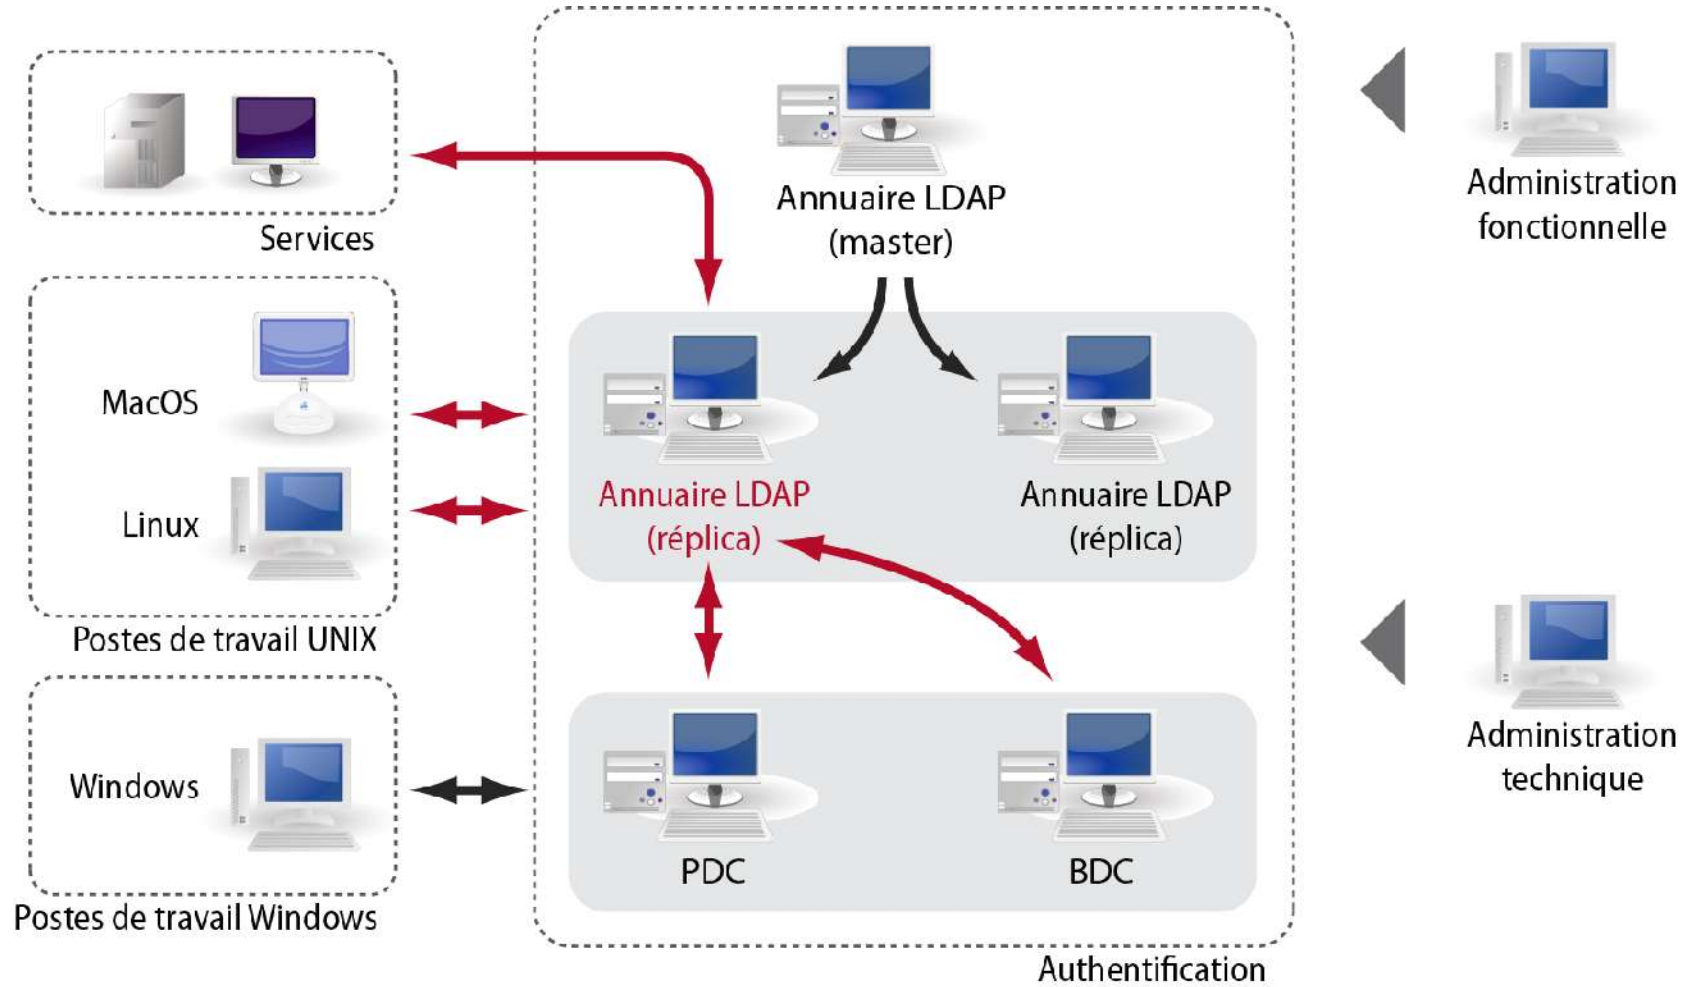 Annuaire LDAP
(master)
Administration
fonctionnelle
Services
MacOS
Linux
Annuaire LDAP
(réplica)
Annuaire LDAP
(réplica)
Postes de travail UNIX
Administration
technique
Windows
PDC
BDC
Postes de travail Windows
Authentification